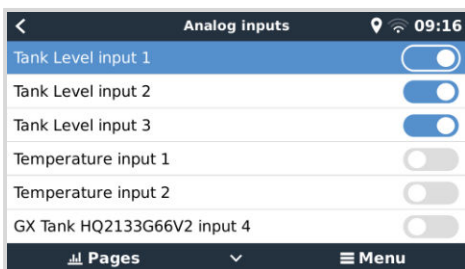 Analog inputs 09:16
Tank Level input 1
Tank Level input 2
Tank Level input 3
Temperature input 1
Temperature input 2
GX Tank HQ2133G66V2 input 4
Pages Menu